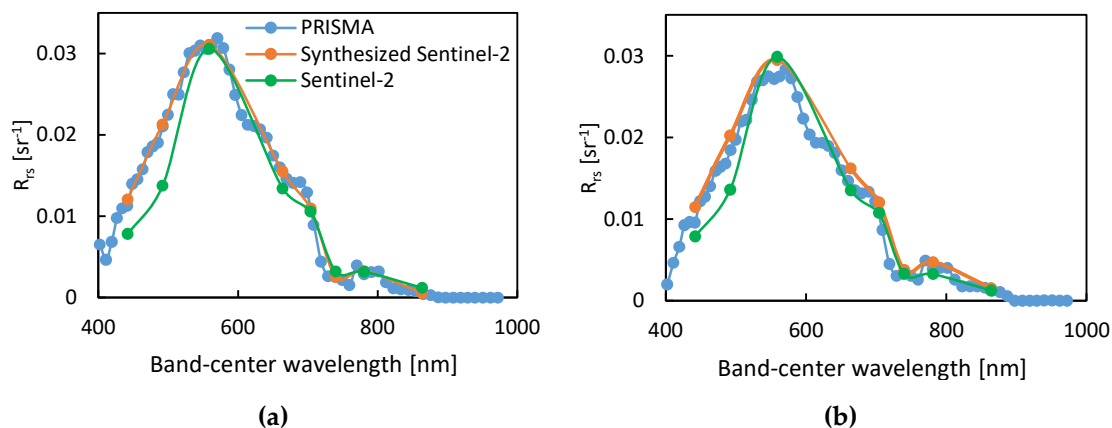 PRISMA
Synthesized Sentinel-2
Sentinel-2
0.03
0.02
0.01
0
R_rs [sr⁻¹]
400 600 800 1000
Band-center wavelength [nm]
(a)
0.03
0.02
0.01
0
R_rs [sr⁻¹]
400 600 800 1000
Band-center wavelength [nm]
(b)